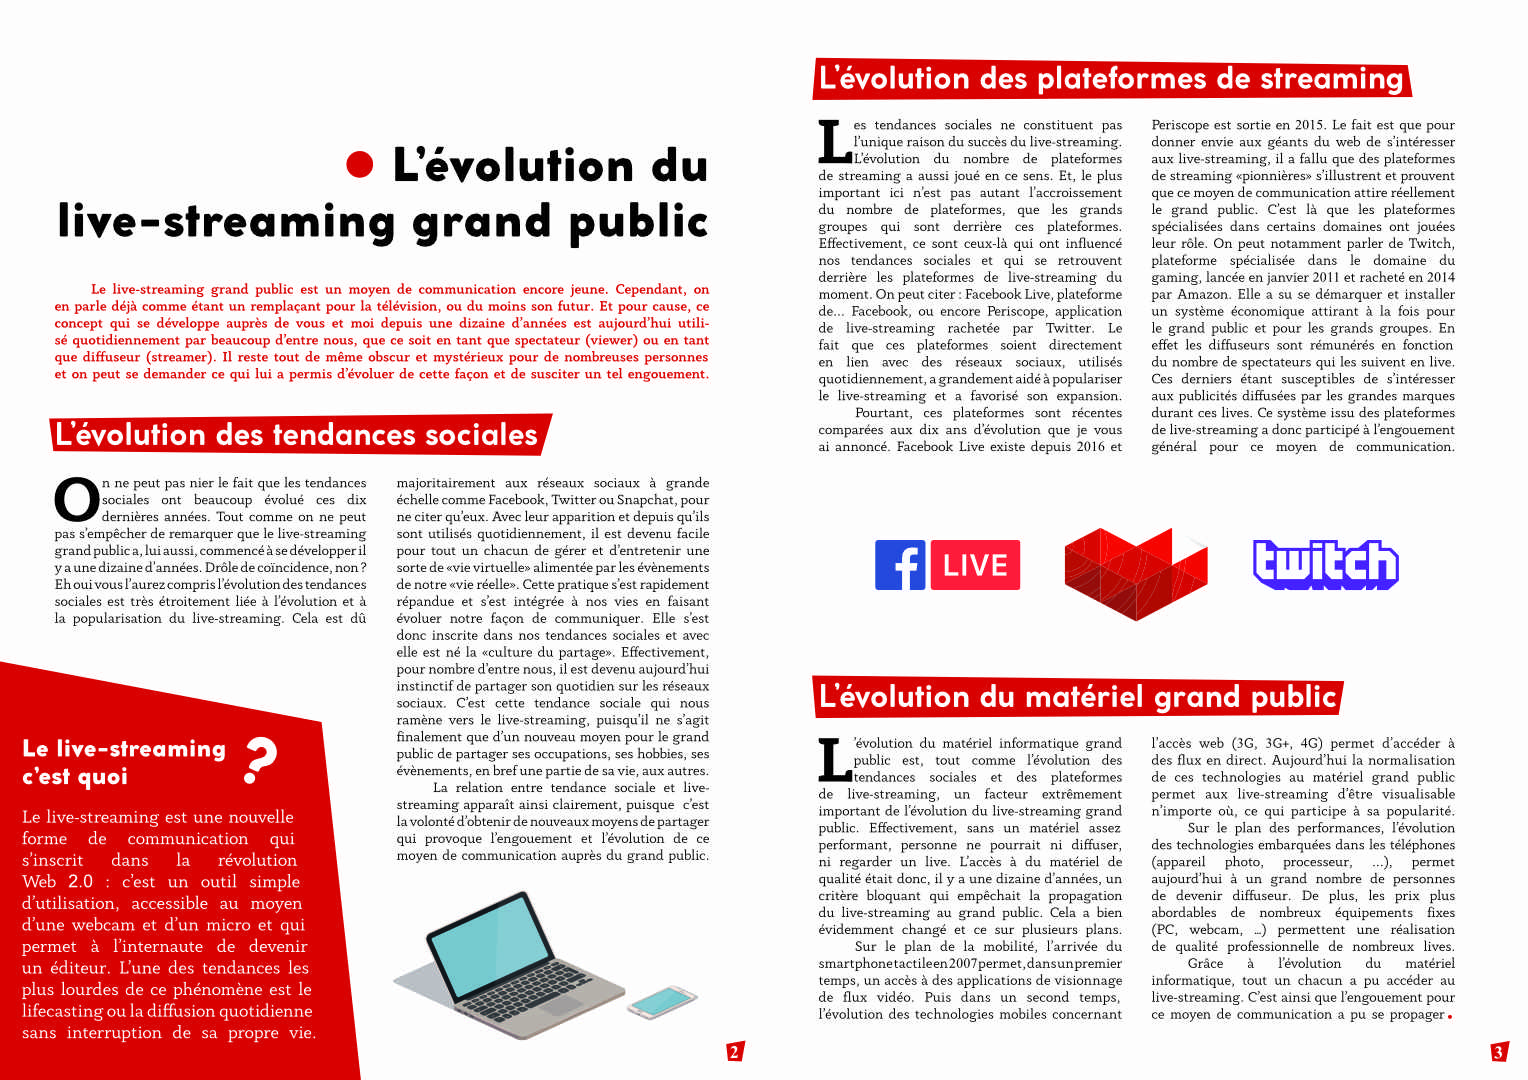 L'évolution du
live-streaming grand public
Le live-streaming grand public est un moyen de communication encore jeune. Cependant, on
en parle déjà comme étant un remplaçant pour la télévision, ou du moins son futur. Et pour cause, ce
concept qui se développe auprès de vous et moi depuis une dizaine d'années est aujourd'hui utili-
sé quotidiennement par beaucoup d'entre nous, que ce soit en tant que spectateur (viewer) ou en tant
que diffuseur (streamer). Il reste tout de même obscur et mystérieux pour de nombreuses personnes
et on peut se demander ce qui lui a permis d'évoluer de cette façon et de susciter un tel engouement.
L'évolution des tendances sociales
On ne peut pas nier le fait que les tendances
sociales ont beaucoup évolué ces dix
dernières années. Tout comme on ne peut
pas s'empêcher de remarquer que le live-streaming
grand public a, lui aussi, commencé à se développer il
y a une dizaine d'années. Drôle de coïncidence, non ?
Eh oui vous l'aurez compris l'évolution des tendances
sociales est très étroitement liée à l'évolution et à
la popularisation du live-streaming. Cela est dû
majoritairement aux réseaux sociaux à grande
échelle comme Facebook, Twitter ou Snapchat, pour
ne citer qu'eux. Avec leur apparition et depuis qu'ils
sont utilisés quotidiennement, il est devenu facile
pour tout un chacun de gérer et d'entretenir une
sorte de «vie virtuelle» alimentée par les évènements
de notre «vie réelle». Cette pratique s'est rapidement
répandue et s'est intégrée à nos vies en faisant
évoluer notre façon de communiquer. Elle s'est
donc inscrite dans nos tendances sociales et avec
elle est né la «culture du partage». Effectivement,
pour nombre d'entre nous, il est devenu aujourd'hui
instinctif de partager son quotidien sur les réseaux
sociaux. C'est cette tendance sociale qui nous
ramène vers le live-streaming, puisqu'il ne s'agit
finalement que d'un nouveau moyen pour le grand
public de partager ses occupations, ses hobbies, ses
évènements, en bref une partie de sa vie, aux autres.
La relation entre tendance sociale et live-
streaming apparaît ainsi clairement, puisque c'est
la volonté d'obtenir de nouveaux moyens de partager
qui provoque l'engouement et l'évolution de ce
moyen de communication auprès du grand public.
Le live-streaming
c'est quoi ?
Le live-streaming est une nouvelle
forme de communication qui
s'inscrit dans la révolution
Web 2.0 : c'est un outil simple
d'utilisation, accessible au moyen
d'une webcam et d'un micro et qui
permet à l'internaute de devenir
un éditeur. L'une des tendances les
plus lourdes de ce phénomène est le
lifecasting ou la diffusion quotidienne
sans interruption de sa propre vie.
2
L'évolution des plateformes de streaming
Les tendances sociales ne constituent pas
l'unique raison du succès du live-streaming.
L'évolution du nombre de plateformes
de streaming a aussi joué en ce sens. Et, le plus
important ici n'est pas autant l'accroissement
du nombre de plateformes, que les grands
groupes qui sont derrière ces plateformes.
Effectivement, ce sont ceux-là qui ont influencé
nos tendances sociales et qui se retrouvent
derrière les plateformes de live-streaming du
moment. On peut citer : Facebook Live, plateforme
de... Facebook, ou encore Periscope, application
de live-streaming rachetée par Twitter. Le
fait que ces plateformes soient directement
en lien avec des réseaux sociaux, utilisés
quotidiennement, a grandement aidé à populariser
le live-streaming et a favorisé son expansion.
Pourtant, ces plateformes sont récentes
comparées aux dix ans d'évolution que je vous
ai annoncé. Facebook Live existe depuis 2016 et
Periscope est sortie en 2015. Le fait est que pour
donner envie aux géants du web de s'intéresser
aux live-streaming, il a fallu que des plateformes
de streaming «pionnières» s'illustrent et prouvent
que ce moyen de communication attire réellement
le grand public. C'est là que les plateformes
spécialisées dans certains domaines ont jouées
leur rôle. On peut notamment parler de Twitch,
plateforme spécialisée dans le domaine du
gaming, lancée en janvier 2011 et racheté en 2014
par Amazon. Elle a su se démarquer et installer
un système économique attirant à la fois pour
le grand public et pour les grands groupes. En
effet les diffuseurs sont rémunérés en fonction
du nombre de spectateurs qui les suivent en live.
Ces derniers étant susceptibles de s'intéresser
aux publicités diffusées par les grandes marques
durant ces lives. Ce système issu des plateformes
de live-streaming a donc participé à l'engouement
général pour ce moyen de communication.
f LIVE
twitch
L'évolution du matériel grand public
L'évolution du matériel informatique grand
public est, tout comme l'évolution des
tendances sociales et des plateformes
de live-streaming, un facteur extrêmement
important de l'évolution du live-streaming grand
public. Effectivement, sans un matériel assez
performant, personne ne pourrait ni diffuser,
ni regarder un live. L'accès à du matériel de
qualité était donc, il y a une dizaine d'années, un
critère bloquant qui empêchait la propagation
du live-streaming au grand public. Cela a bien
évidemment changé et ce sur plusieurs plans.
Sur le plan de la mobilité, l'arrivée du
smartphone tactile en 2007 permet, dans un premier
temps, un accès à des applications de visionnage
de flux vidéo. Puis dans un second temps,
l'évolution des technologies mobiles concernant
l'accès web (3G, 3G+, 4G) permet d'accéder à
des flux en direct. Aujourd'hui la normalisation
de ces technologies au matériel grand public
permet aux live-streaming d'être visualisable
n'importe où, ce qui participe à sa popularité.
Sur le plan des performances, l'évolution
des technologies embarquées dans les téléphones
(appareil photo, processeur, ...), permet
aujourd'hui à un grand nombre de personnes
de devenir diffuseur. De plus, les prix plus
abordables de nombreux équipements fixes
(PC, webcam, ...) permettent une réalisation
de qualité professionnelle de nombreux lives.
Grâce à l'évolution du matériel
informatique, tout un chacun a pu accéder au
live-streaming. C'est ainsi que l'engouement pour
ce moyen de communication a pu se propager
3